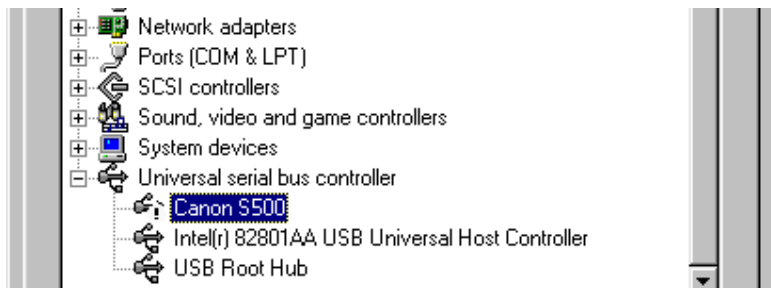 Network adapters
Ports (COM & LPT)
SCSI controllers
Sound, video and game controllers
System devices
Universal serial bus controller
Canon S500
Intel(r) 82801AA USB Universal Host Controller
USB Root Hub